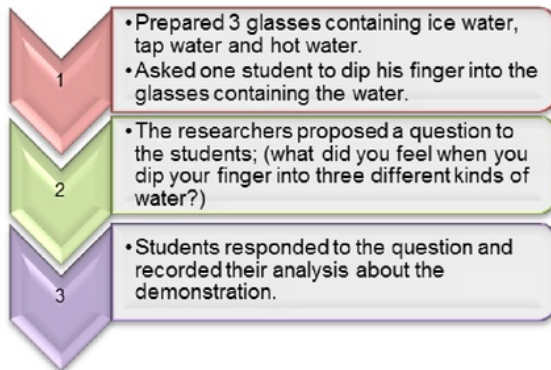 1
•Prepared 3 glasses containing ice water,
tap water and hot water.
•Asked one student to dip his finger into the
glasses containing the water.
2
•The researchers proposed a question to
the students; (what did you feel when you
dip your finger into three different kinds of
water?)
3
•Students responded to the question and
recorded their analysis about the
demonstration.